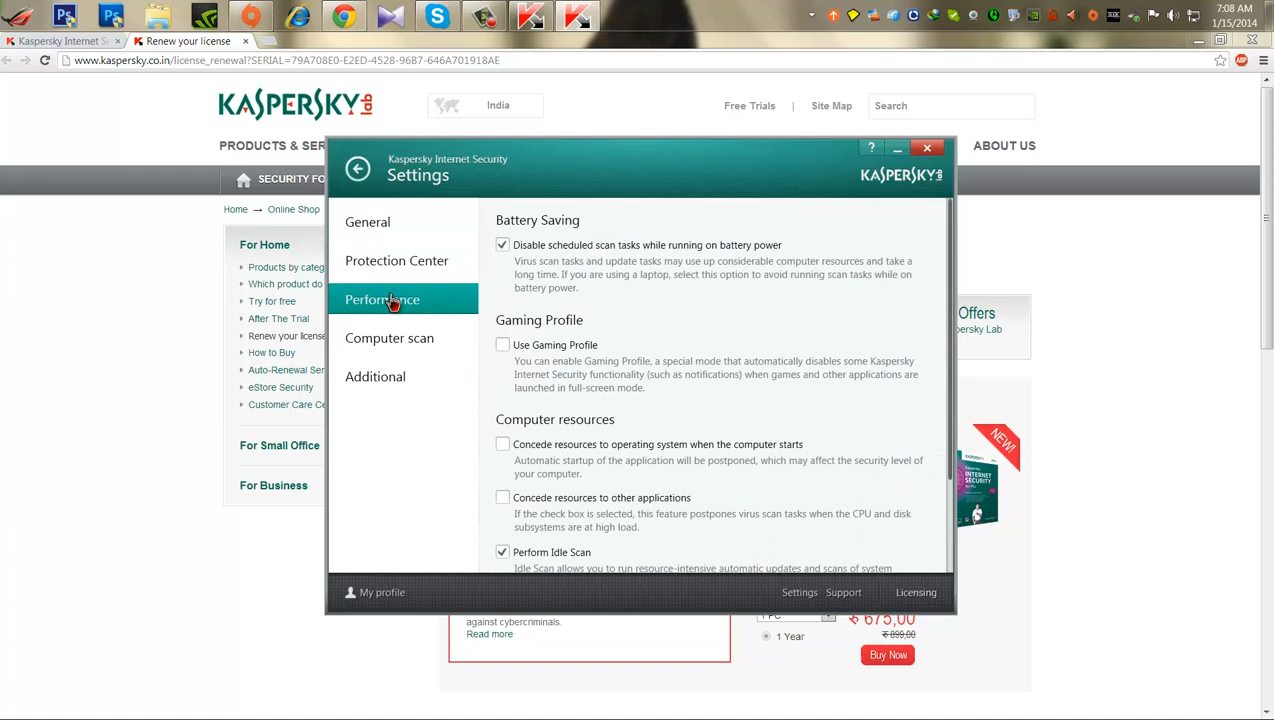 7:08 AM
1/15/2014
Kaspersky Internet S
Renew your license
www.kaspersky.co.in/license_renewal?SERIAL=79A708E0-E2ED-4528-96B7-646A701918AE
KASPERSKY lab
India
Free Trials | Site Map
Search
PRODUCTS & SER
ABOUT US
SECURITY FO
Home → Online Shop
For Home
Products by categ
Which product do
Try for free
After The Trial
Renew your license
How to Buy
Auto-Renewal Ser
eStore Security
Customer Care Ce
For Small Office
For Business
Kaspersky Internet Security
Settings
KASPERSKY lab
General
Protection Center
Performance
Computer scan
Additional
Battery Saving
Disable scheduled scan tasks while running on battery power
Virus scan tasks and update tasks may use up considerable computer resources and take a
long time. If you are using a laptop, select this option to avoid running scan tasks while on
battery power.
Gaming Profile
Use Gaming Profile
You can enable Gaming Profile, a special mode that automatically disables some Kaspersky
Internet Security functionality (such as notifications) when games and other applications are
launched in full-screen mode.
Computer resources
Concede resources to operating system when the computer starts
Automatic startup of the application will be postponed, which may affect the security level of
your computer.
Concede resources to other applications
If the check box is selected, this feature postpones virus scan tasks when the CPU and disk
subsystems are at high load.
Perform Idle Scan
Idle Scan allows you to run resource-intensive automatic updates and scans of system
My profile
Settings Support Licensing
Offers
persky Lab
NEW!
KASPERSKY
INTERNET
SECURITY
against cybercriminals.
Read more
1 PC
1 Year
675,00
899,00
Buy Now